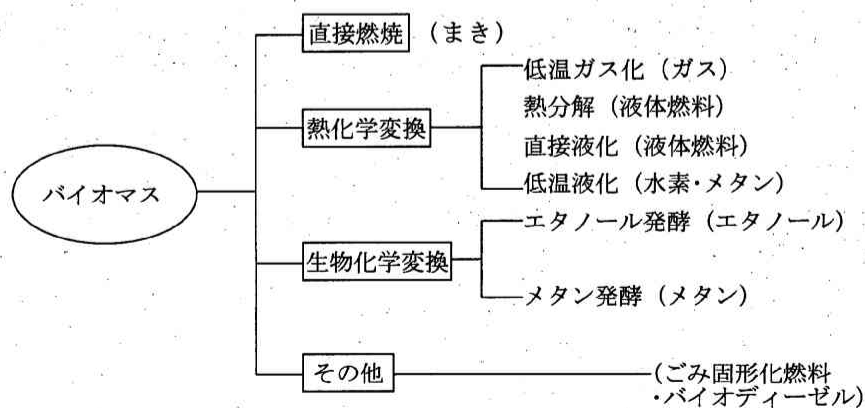 直接燃焼 (まき)
低温ガス化 (ガス)
熱分解 (液体燃料)
熱化学変換
直接液化 (液体燃料)
低温液化 (水素・メタン)
バイオマス
エタノール発酵 (エタノール)
生物化学変換
メタン発酵 (メタン)
その他
(ごみ固形化燃料
・バイオディーゼル)